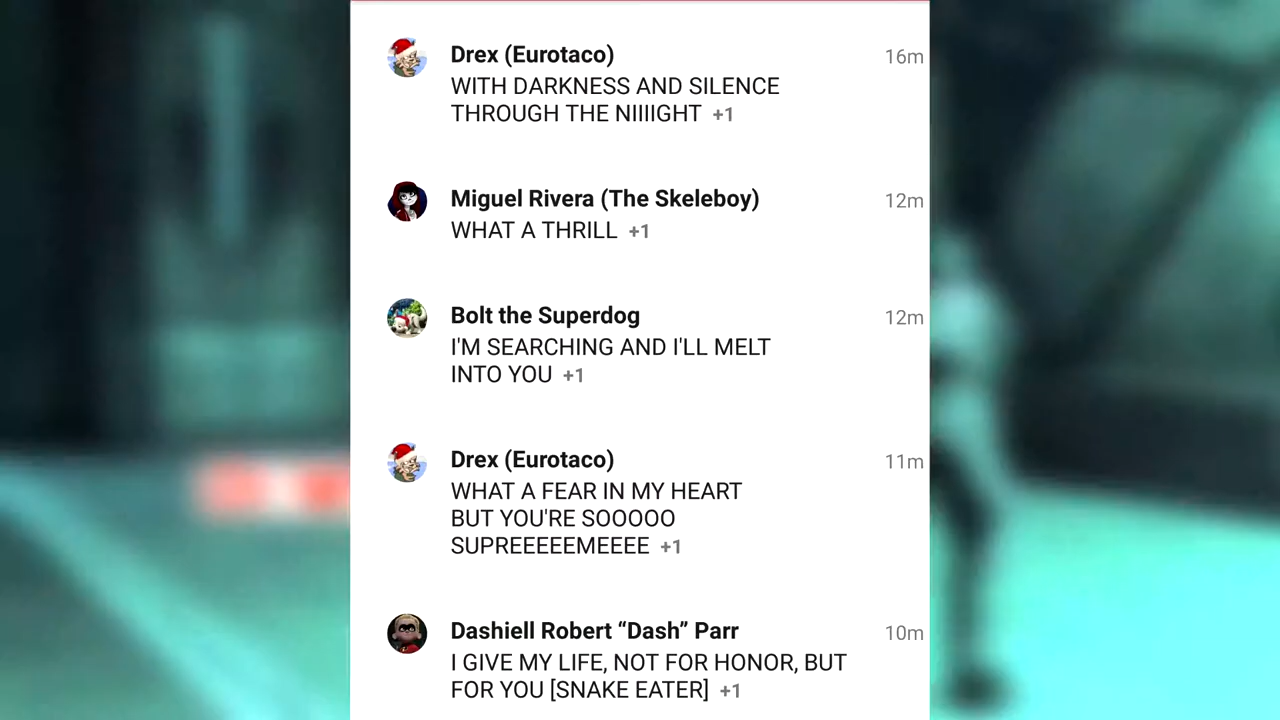 Drex (Eurotaco)
16m
WITH DARKNESS AND SILENCE
THROUGH THE NIIIIGHT +1
Miguel Rivera (The Skeleboy)
12m
WHAT A THRILL +1
Bolt the Superdog
12m
I'M SEARCHING AND I'LL MELT
INTO YOU +1
Drex (Eurotaco)
11m
WHAT A FEAR IN MY HEART
BUT YOU'RE SOOOOO
SUPREEEEEMEEEE +1
Dashiell Robert “Dash” Parr
10m
I GIVE MY LIFE, NOT FOR HONOR, BUT
FOR YOU [SNAKE EATER] +1